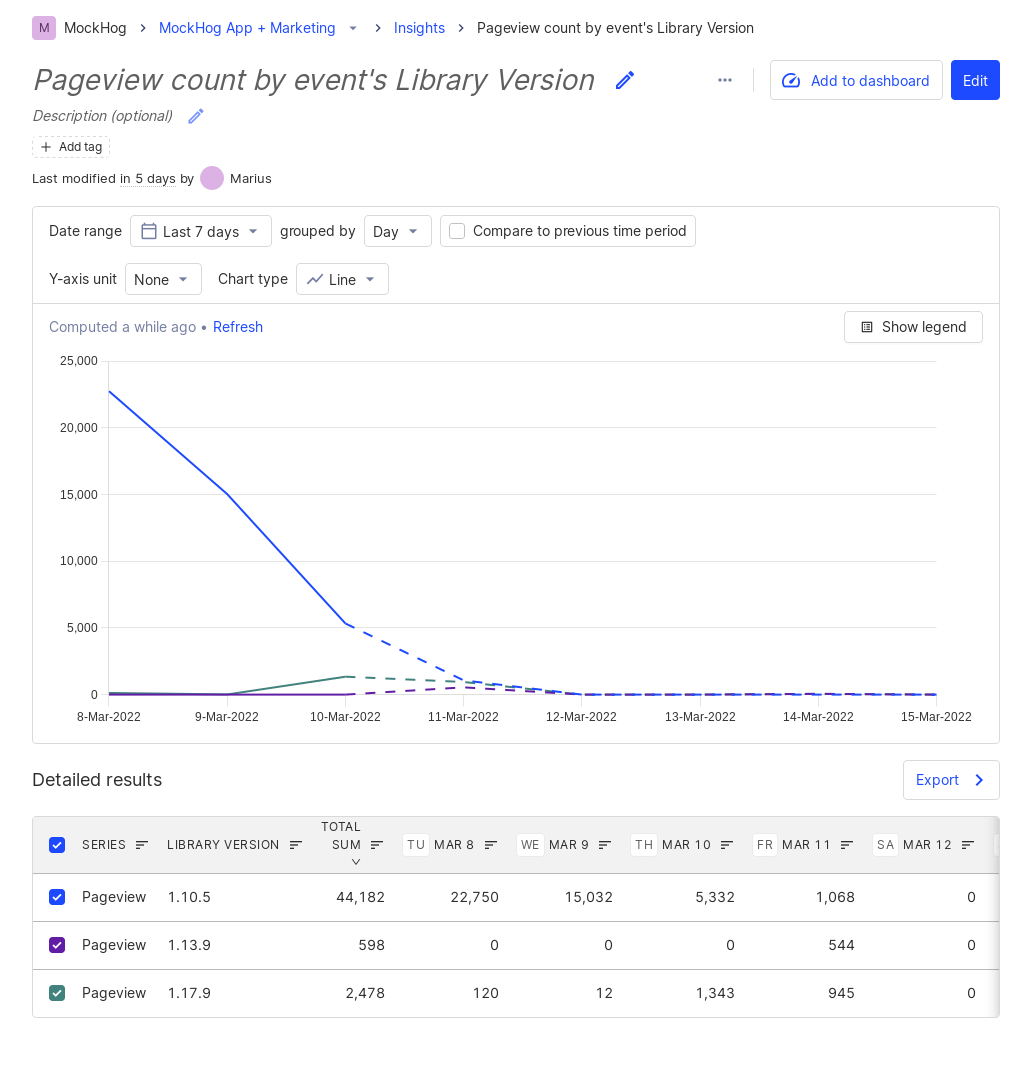 M MockHog MockHog App + Marketing Insights Pageview count by event's Library Version
Pageview count by event's Library Version
Add to dashboard Edit
Description (optional)
Add tag
Last modified in 5 days by Marius
Date range Last 7 days grouped by Day Compare to previous time period
Y-axis unit None Chart type Line
Computed a while ago • Refresh Show legend
25,000
20,000
15,000
10,000
5,000
0
8-Mar-2022 9-Mar-2022 10-Mar-2022 11-Mar-2022 12-Mar-2022 13-Mar-2022 14-Mar-2022 15-Mar-2022
Detailed results Export
SERIES LIBRARY VERSION TOTAL SUM TU MAR 8 WE MAR 9 TH MAR 10 FR MAR 11 SA MAR 12
Pageview 1.10.5 44,182 22,750 15,032 5,332 1,068 0
Pageview 1.13.9 598 0 0 0 544 0
Pageview 1.17.9 2,478 120 12 1,343 945 0